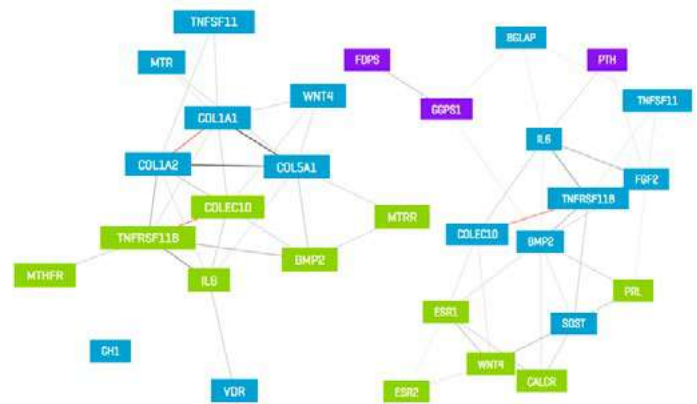 TNFSF11
MTR
WNT4
COL1A1
COL1A2
COL5A1
COLEC10
MTRR
TNFRSF11B
BMP2
MTHFR
IL6
GH1
VDR
BGLAP
FDPS
PTH
TNFSF11
GGPS1
IL6
FGF2
TNFRSF11B
COLEC10
BMP2
PRL
ESR1
SOST
WNT4
CALCR
ESR2